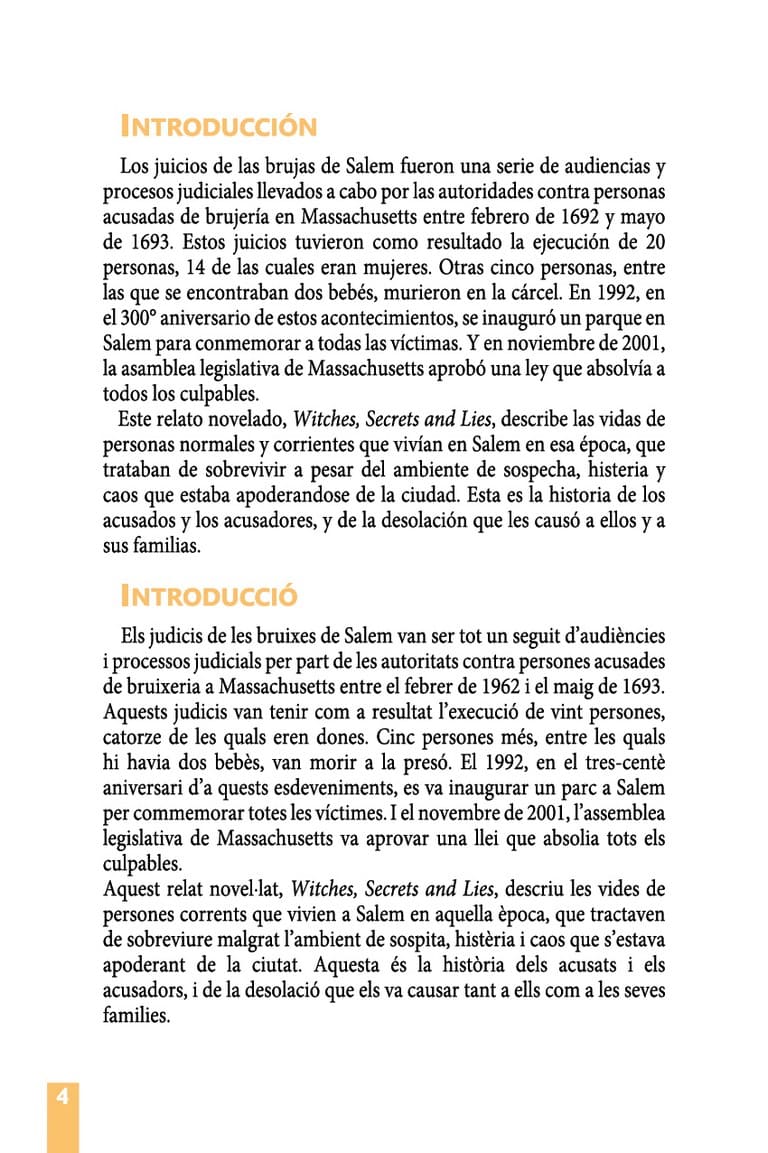 INTRODUCCIÓN
Los juicios de las brujas de Salem fueron una serie de audiencias y
procesos judiciales llevados a cabo por las autoridades contra personas
acusadas de brujería en Massachusetts entre febrero de 1692 y mayo
de 1693. Estos juicios tuvieron como resultado la ejecución de 20
personas, 14 de las cuales eran mujeres. Otras cinco personas, entre
las que se encontraban dos bebés, murieron en la cárcel. En 1992, en
el 300º aniversario de estos acontecimientos, se inauguró un parque en
Salem para conmemorar a todas las víctimas. Y en noviembre de 2001,
la asamblea legislativa de Massachusetts aprobó una ley que absolvía a
todos los culpables.
Este relato novelado, Witches, Secrets and Lies, describe las vidas de
personas normales y corrientes que vivían en Salem en esa época, que
trataban de sobrevivir a pesar del ambiente de sospecha, histeria y
caos que estaba apoderandose de la ciudad. Esta es la historia de los
acusados y los acusadores, y de la desolación que les causó a ellos y a
sus familias.
INTRODUCCIÓ
Els judicis de les bruixes de Salem van ser tot un seguit d’audiències
i processos judicials per part de les autoritats contra persones acusades
de bruixeria a Massachusetts entre el febrer de 1962 i el maig de 1693.
Aquests judicis van tenir com a resultat l’execució de vint persones,
catorze de les quals eren dones. Cinc persones més, entre les quals
hi havia dos bebès, van morir a la presó. El 1992, en el tres-centè
aniversari d’a quests esdeveniments, es va inaugurar un parc a Salem
per commemorar totes les víctimes. I el novembre de 2001, l’assemblea
legislativa de Massachusetts va aprovar una llei que absolia tots els
culpables.
Aquest relat novel·lat, Witches, Secrets and Lies, descriu les vides de
persones corrents que vivien a Salem en aquella època, que tractaven
de sobreviure malgrat l’ambient de sospita, histèria i caos que s’estava
apoderant de la ciutat. Aquesta és la història dels acusats i els
acusadors, i de la desolació que els va causar tant a ells com a les seves
families.
4